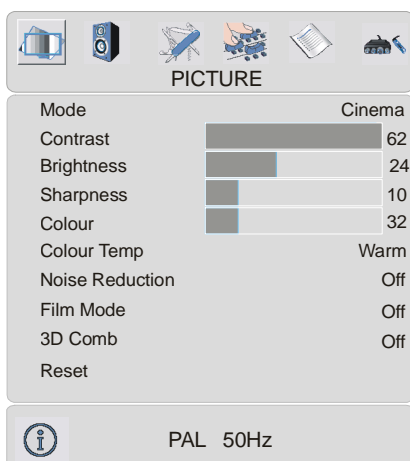 PICTURE
Mode Cinema
Contrast 62
Brightness 24
Sharpness 10
Colour 32
Colour Temp Warm
Noise Reduction Off
Film Mode Off
3D Comb Off
Reset
PAL 50Hz